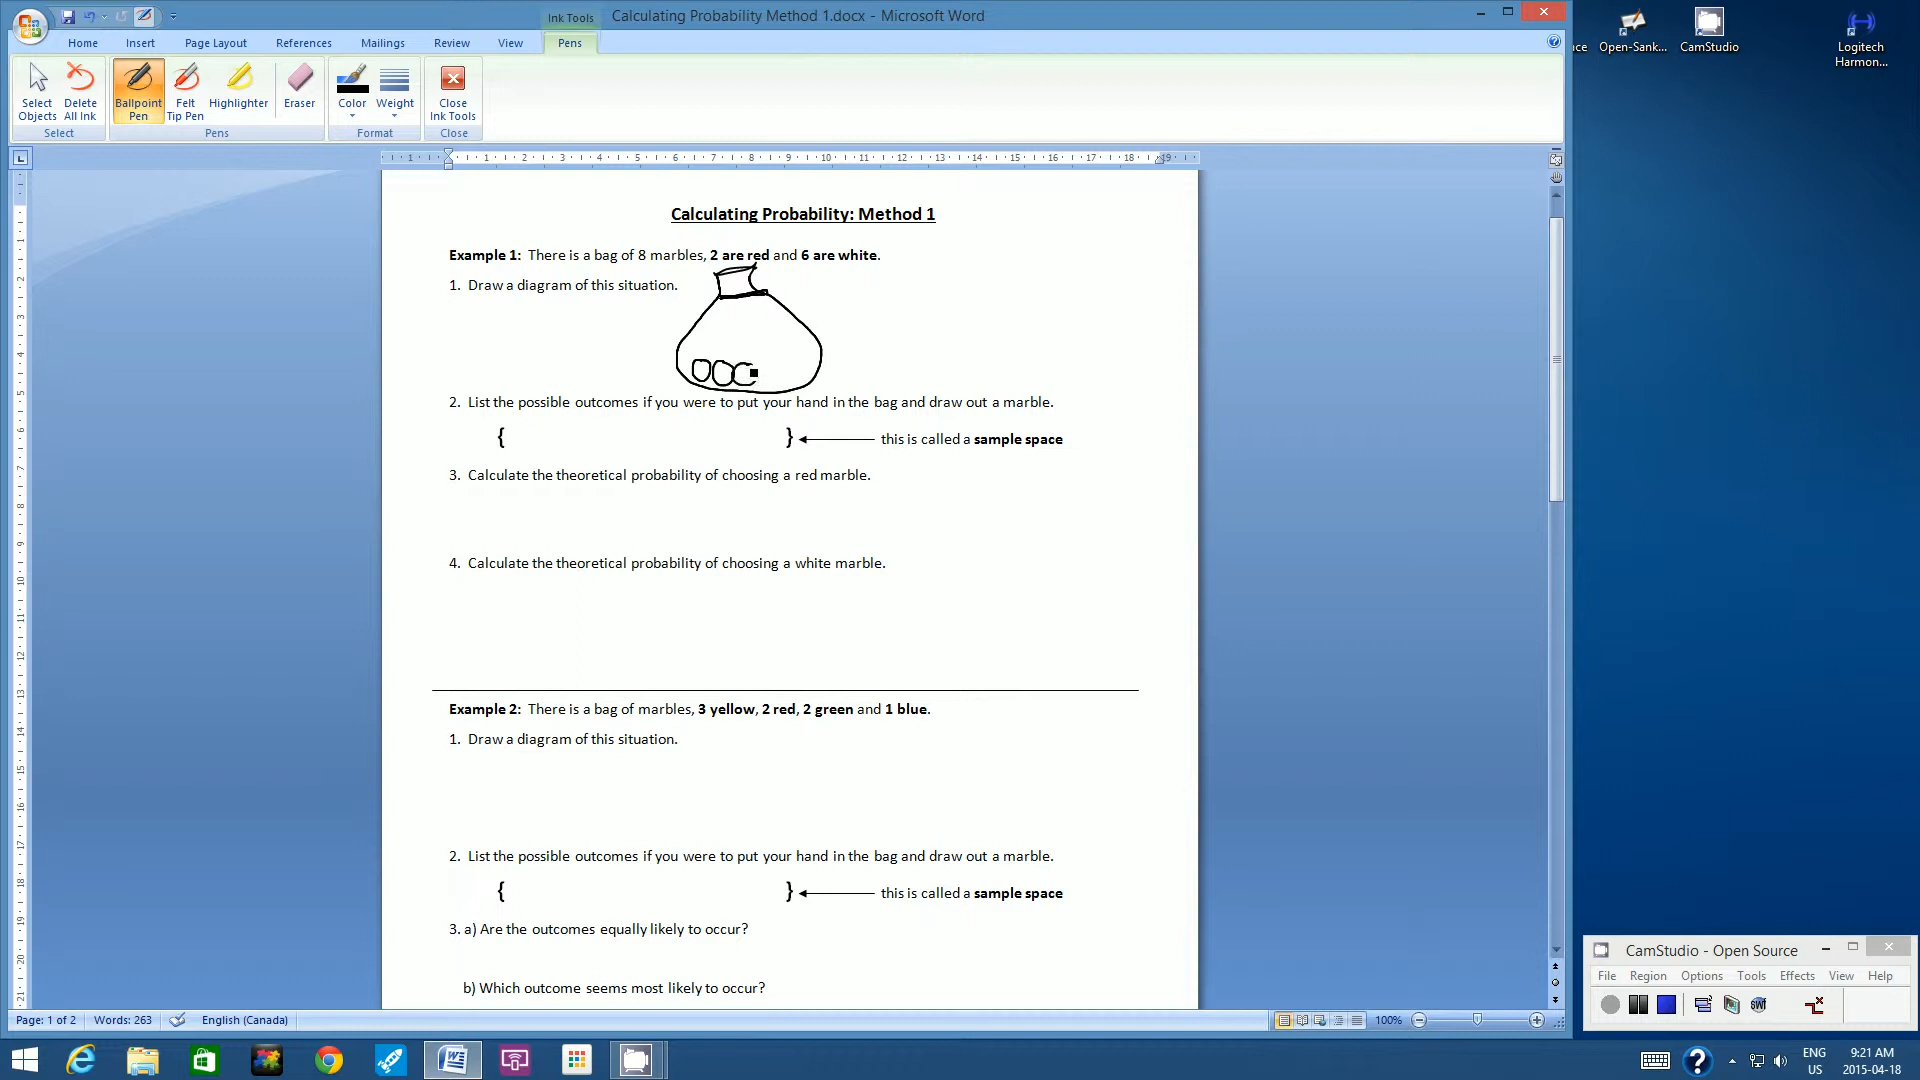 Ink Tools
Calculating Probability Method 1.docx - Microsoft Word
Home Insert Page Layout References Mailings Review View Pens
Select Objects
Delete All Ink
Ballpoint Pen
Felt Tip Pen
Highlighter
Eraser
Color
Weight
Close Ink Tools
Select
Pens
Format
Close
Open-Sank...
CamStudio
Logitech Harmon...
Calculating Probability: Method 1
Example 1: There is a bag of 8 marbles, 2 are red and 6 are white.
1. Draw a diagram of this situation.
2. List the possible outcomes if you were to put your hand in the bag and draw out a marble.
{ } this is called a sample space
3. Calculate the theoretical probability of choosing a red marble.
4. Calculate the theoretical probability of choosing a white marble.
Example 2: There is a bag of marbles, 3 yellow, 2 red, 2 green and 1 blue.
1. Draw a diagram of this situation.
2. List the possible outcomes if you were to put your hand in the bag and draw out a marble.
{ } this is called a sample space
3. a) Are the outcomes equally likely to occur?
b) Which outcome seems most likely to occur?
CamStudio - Open Source
File Region Options Tools Effects View Help
Page: 1 of 2 Words: 263 English (Canada)
100%
ENG US
9:21 AM
2015-04-18